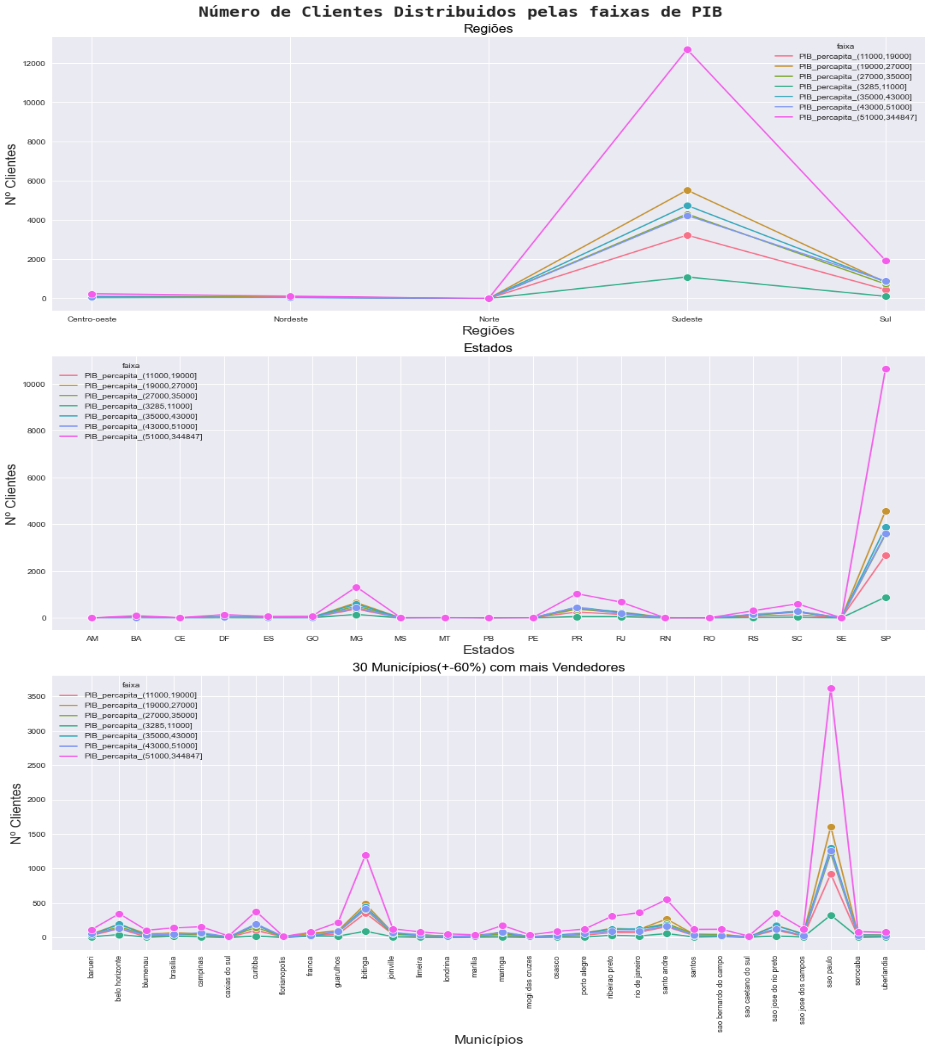 Número de Clientes Distribuidos pelas faixas de PIB
Regiões
faixa
PIB_percapita_(11000,19000]
PIB_percapita_(19000,27000]
PIB_percapita_(27000,35000]
PIB_percapita_(3285,11000]
PIB_percapita_(35000,43000]
PIB_percapita_(43000,51000]
PIB_percapita_(51000,344847]
12000
10000
8000
6000
4000
2000
0
Nº Clientes
Centro-oeste Nordeste Norte Sudeste Sul
Regiões
Estados
faixa
PIB_percapita_(11000,19000]
PIB_percapita_(19000,27000]
PIB_percapita_(27000,35000]
PIB_percapita_(3285,11000]
PIB_percapita_(35000,43000]
PIB_percapita_(43000,51000]
PIB_percapita_(51000,344847]
10000
8000
6000
4000
2000
0
Nº Clientes
AM BA CE DF ES GO MG MS MT PB PE PR RJ RN RO RS SC SE SP
Estados
30 Municípios(+-60%) com mais Vendedores
faixa
PIB_percapita_(11000,19000]
PIB_percapita_(19000,27000]
PIB_percapita_(27000,35000]
PIB_percapita_(3285,11000]
PIB_percapita_(35000,43000]
PIB_percapita_(43000,51000]
PIB_percapita_(51000,344847]
3500
3000
2500
2000
1500
1000
500
0
Nº Clientes
barueri
belo horizonte
blumenau
brasilia
campinas
caxias do sul
curitiba
florianopolis
franca
guarulhos
ibitinga
joinville
limeira
londrina
marilia
maringa
mogi das cruzes
osasco
porto alegre
ribeirao preto
rio de janeiro
santo andre
santos
sao bernardo do campo
sao caetano do sul
sao jose do rio preto
sao jose dos campos
sao paulo
sorocaba
uberlandia
Municípios